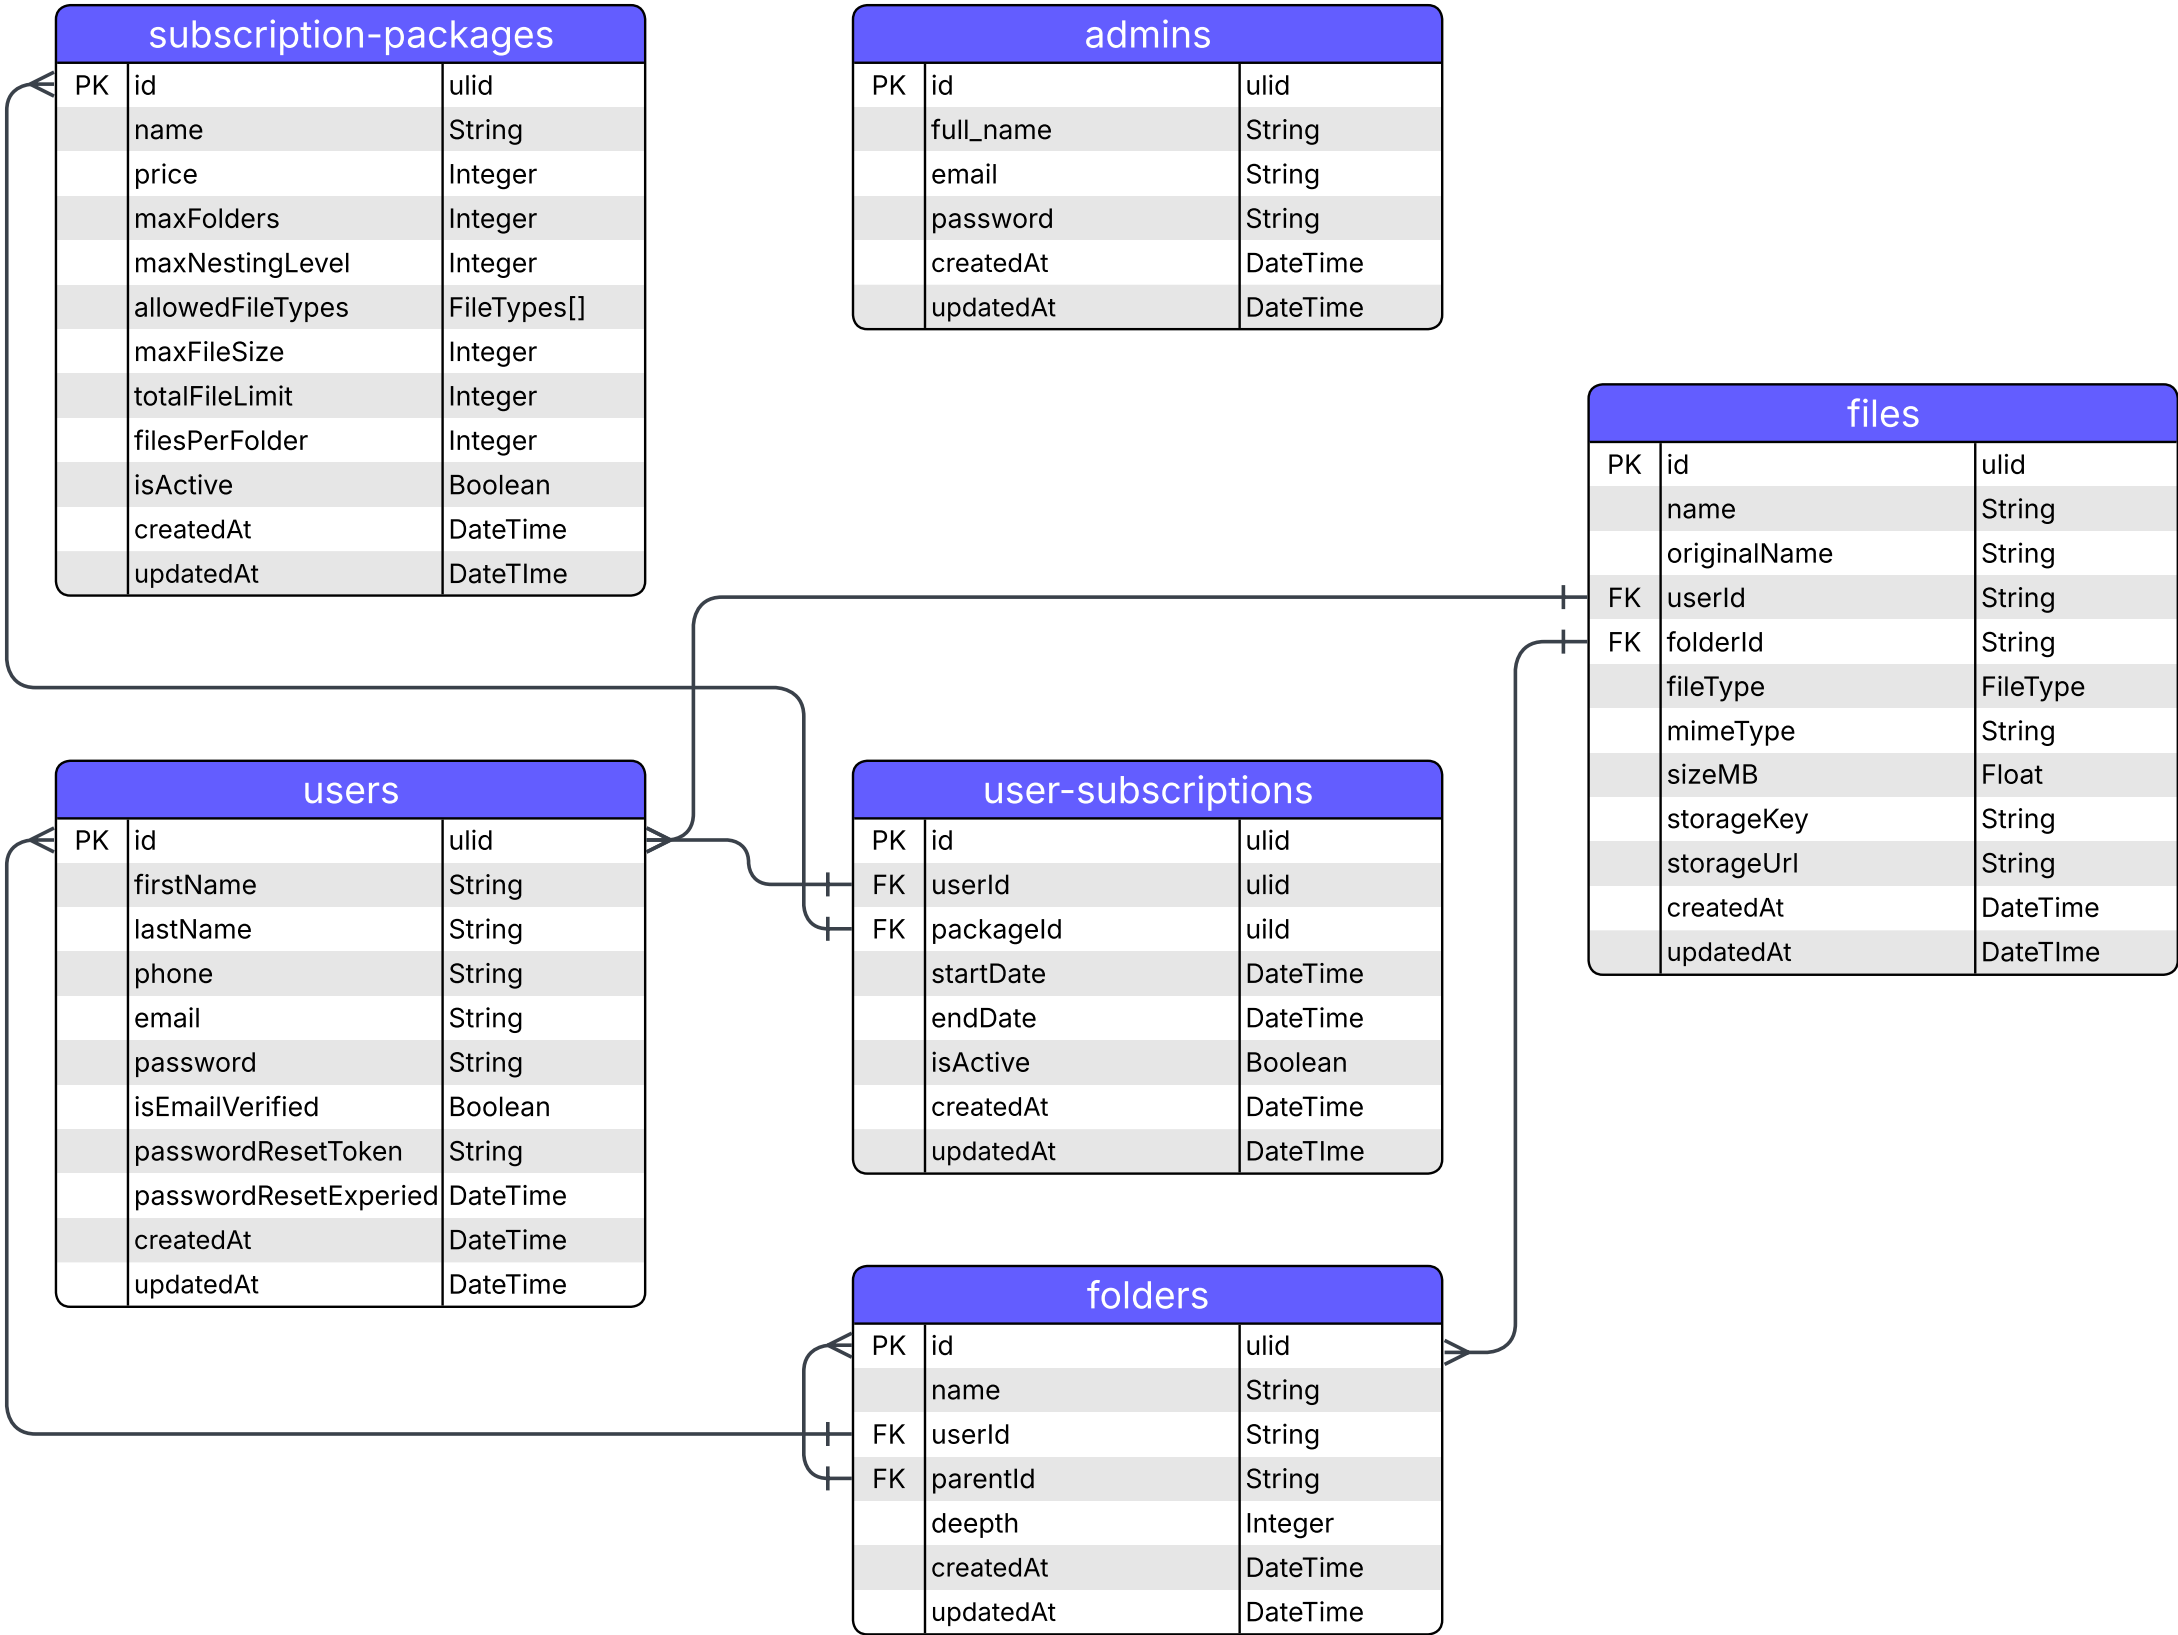 subscription-packages
PK id ulid
name String
price Integer
maxFolders Integer
maxNestingLevel Integer
allowedFileTypes FileTypes[]
maxFileSize Integer
totalFileLimit Integer
filesPerFolder Integer
isActive Boolean
createdAt DateTime
updatedAt DateTIme
admins
PK id ulid
full_name String
email String
password String
createdAt DateTime
updatedAt DateTime
files
PK id ulid
name String
originalName String
FK userId String
FK folderId String
fileType FileType
mimeType String
sizeMB Float
storageKey String
storageUrl String
createdAt DateTime
updatedAt DateTIme
users
PK id ulid
firstName String
lastName String
phone String
email String
password String
isEmailVerified Boolean
passwordResetToken String
passwordResetExperied DateTime
createdAt DateTime
updatedAt DateTime
user-subscriptions
PK id ulid
FK userId ulid
FK packageId uild
startDate DateTime
endDate DateTime
isActive Boolean
createdAt DateTime
updatedAt DateTIme
folders
PK id ulid
name String
FK userId String
FK parentId String
deepth Integer
createdAt DateTime
updatedAt DateTime